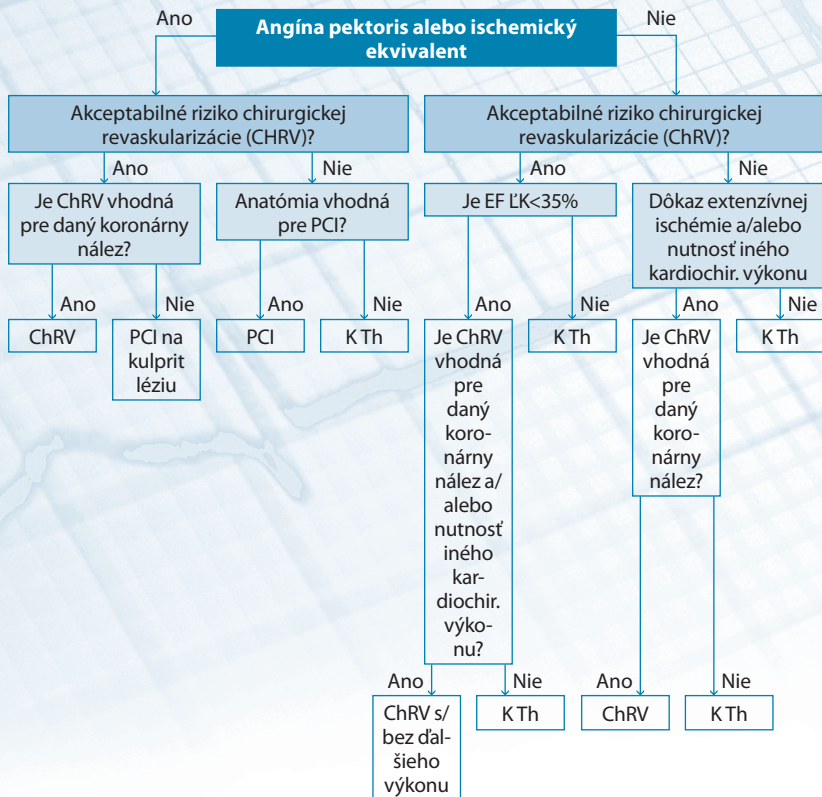 Ano
Nie
Angína pektoris alebo ischemický
ekvivalent
Akceptabilné riziko chirurgickej
revaskularizácie (CHRV)?
Akceptabilné riziko chirurgickej
revaskularizácie (ChRV)?
Ano
Nie
Ano
Nie
Je ChRV vhodná
pre daný koronárny
nález?
Anatómia vhodná
pre PCI?
Je EF ĽK<35%
Dôkaz extenzívnej
ischémie a/alebo
nutnosť iného
kardiochir. výkonu
Ano
Nie
Ano
Nie
Ano
Nie
Ano
Nie
ChRV
PCI na
kulprit
léziu
PCI
K Th
Je ChRV
vhodná
pre
daný
koro-
nárny
nález a/
alebo
nutnosť
iného
kar-
diochir.
výko-
nu?
K Th
Je ChRV
vhodná
pre
daný
koro-
nárny
nález?
K Th
Ano
Nie
Ano
Nie
ChRV s/
bez ďal-
šieho
výkonu
K Th
ChRV
K Th